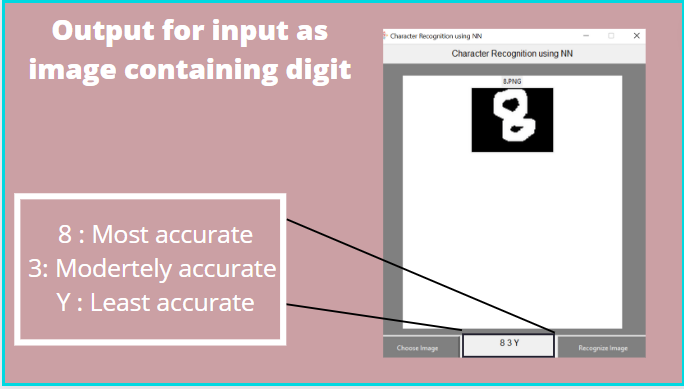 Output for input as
image containing digit
8 : Most accurate
3: Modertely accurate
Y : Least accurate
Character Recognition using NN
Character Recognition using NN
8.PNG
8
Choose Image
8 3 Y
Recognize Image